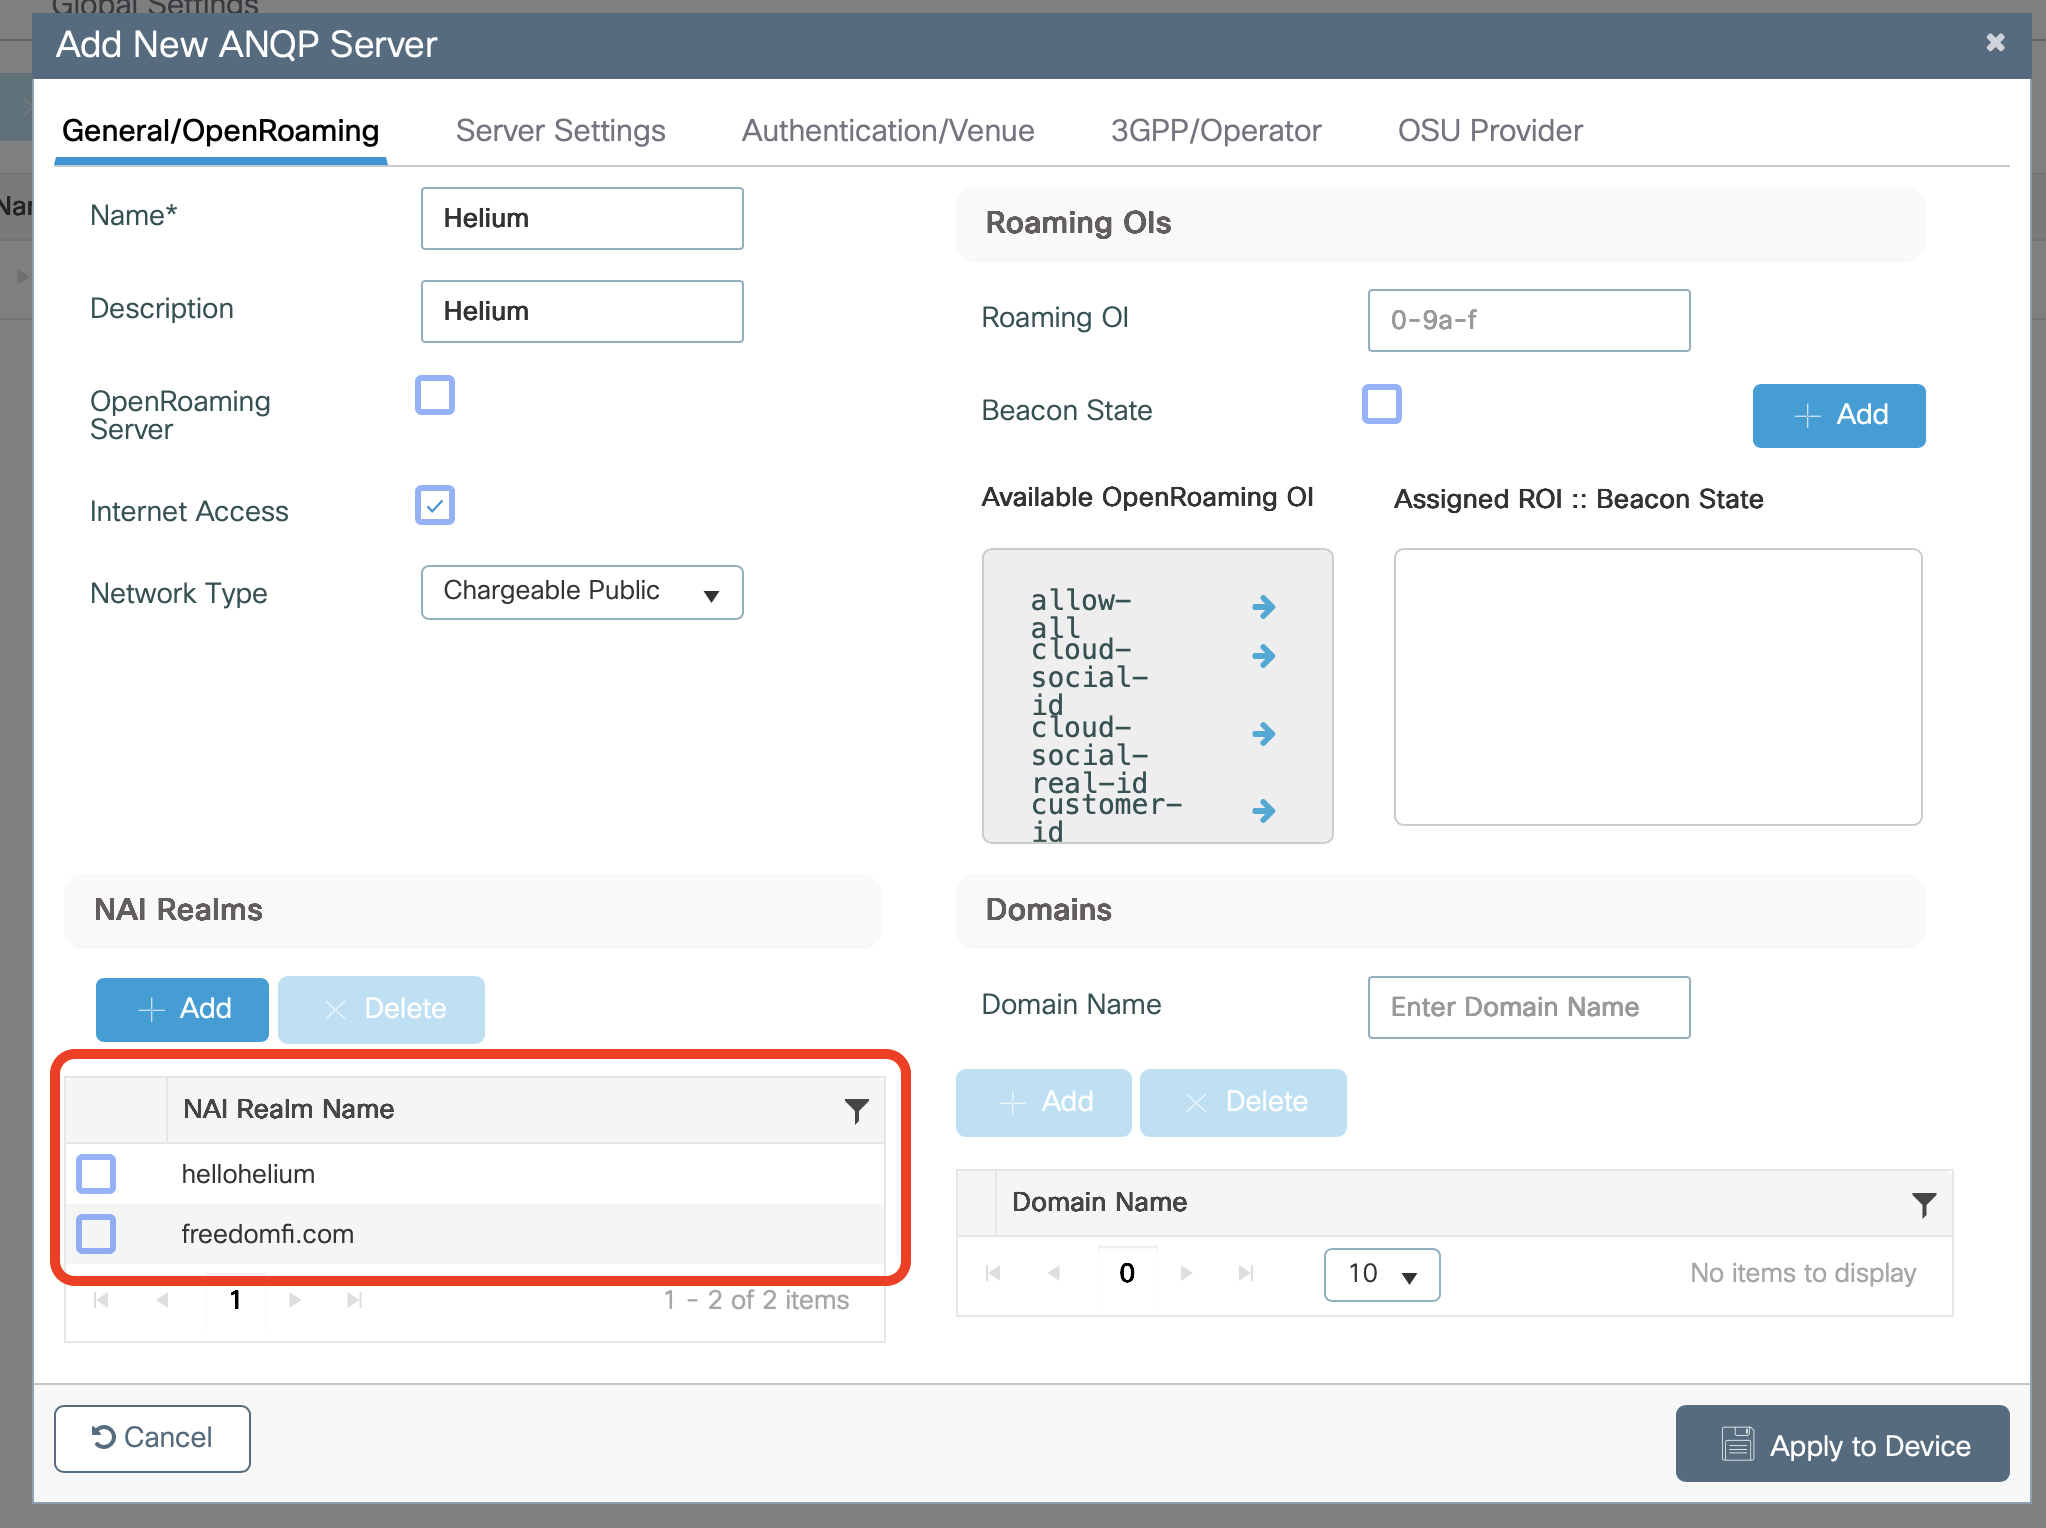 Global Settings
Add New ANQP Server
General/OpenRoaming
Server Settings
Authentication/Venue
3GPP/Operator
OSU Provider
Name*
Helium
Description
Helium
OpenRoaming
Server
Internet Access
Network Type
Chargeable Public
Roaming OIs
Roaming OI
0-9a-f
Beacon State
Add
Available OpenRoaming OI
Assigned ROI :: Beacon State
allow-
all
cloud-
social-
id
cloud-
social-
real-id
customer-
id
NAI Realms
Add
Delete
NAI Realm Name
hellohelium
freedomfi.com
1
1 - 2 of 2 items
Domains
Domain Name
Enter Domain Name
Add
Delete
Domain Name
0
10
No items to display
Cancel
Apply to Device